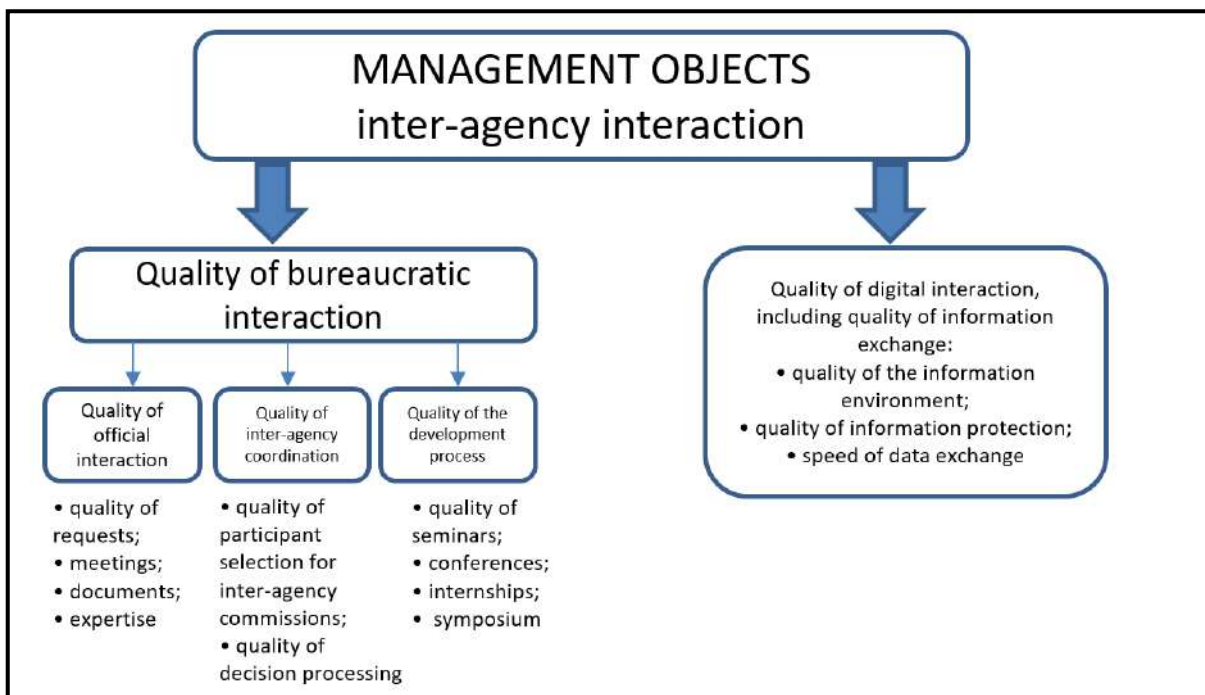 MANAGEMENT OBJECTS
inter-agency interaction
Quality of bureaucratic
interaction
Quality of
official
interaction
• quality of
requests;
• meetings;
• documents;
• expertise
Quality of
inter-agency
coordination
• quality of
participant
selection for
inter-agency
commissions;
• quality of
decision processing
Quality of the
development
process
• quality of
seminars;
• conferences;
• internships;
• symposium
Quality of digital interaction,
including quality of information
exchange:
• quality of the information
environment;
• quality of information protection;
• speed of data exchange